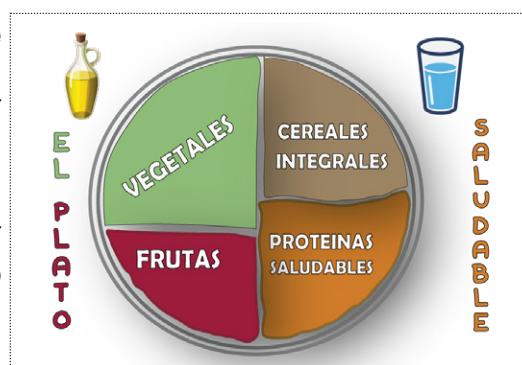 EL PLATO
VEGETALES
CEREALES
INTEGRALES
FRUTAS
PROTEINAS
SALUDABLES
SALUDABLE